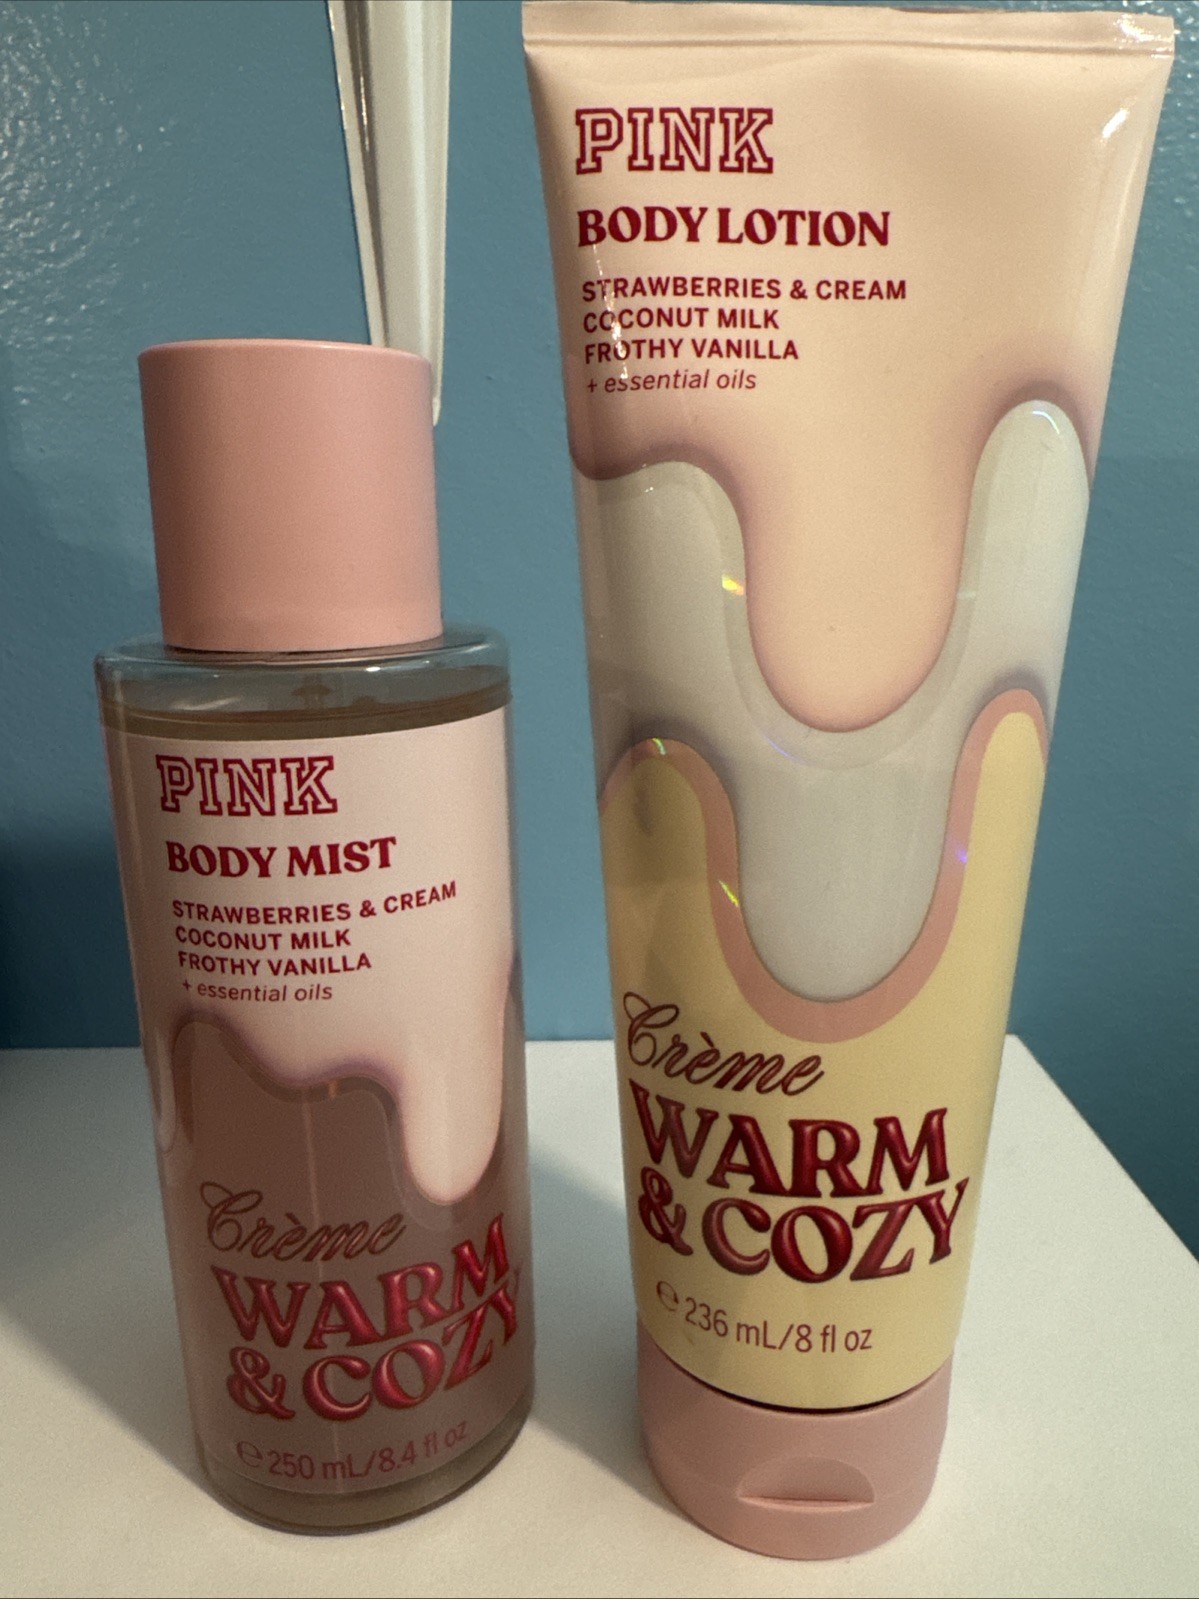 PINK
BODY MIST
STRAWBERRIES & CREAM
COCONUT MILK
FROTHY VANILLA
+ essential oils
Crème
WARM
& COZY
℮ 250 mL/8.4 fl oz
PINK
BODY LOTION
STRAWBERRIES & CREAM
COCONUT MILK
FROTHY VANILLA
+ essential oils
Crème
WARM
& COZY
℮ 236 mL/8 fl oz